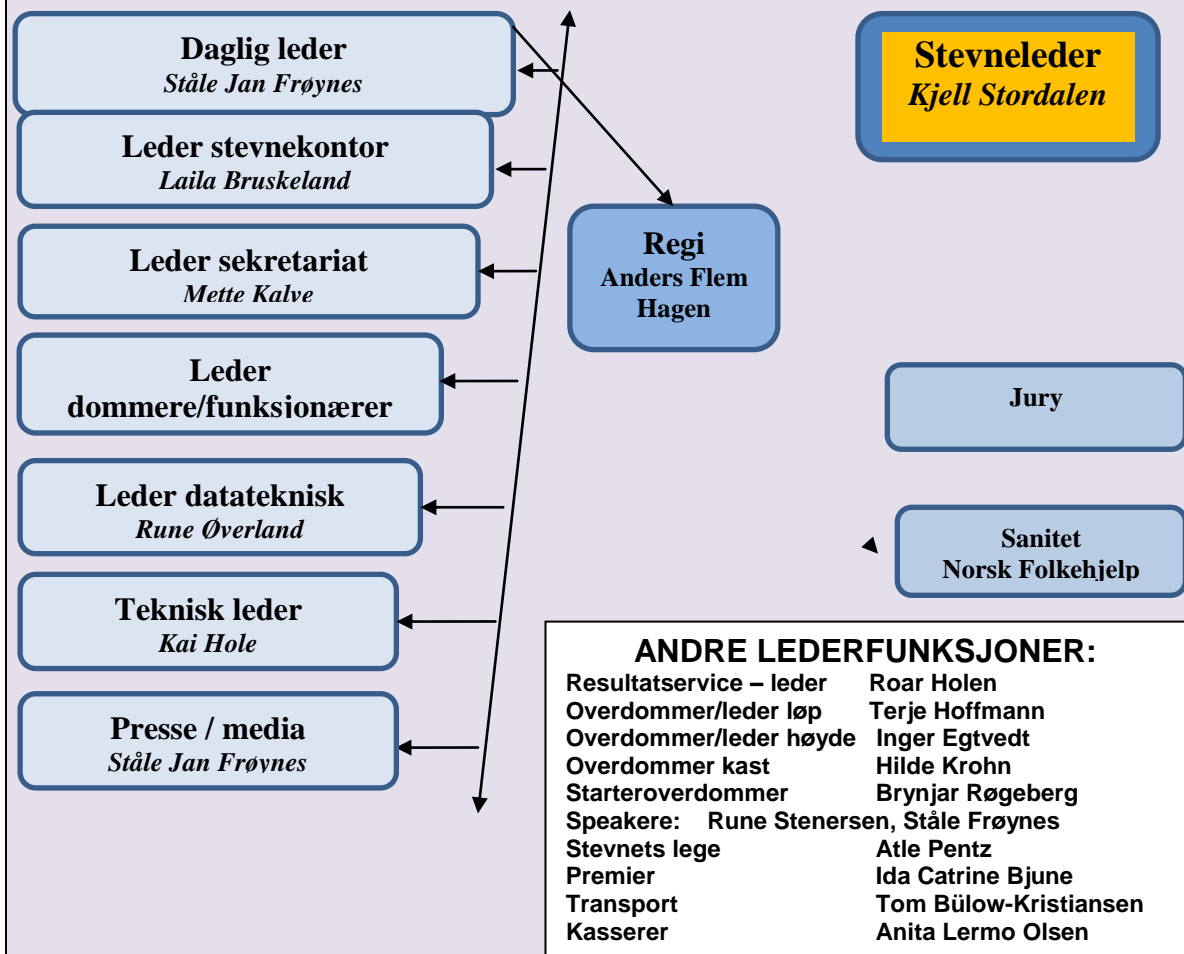 Daglig leder
Ståle Jan Frøynes
Stevneleder
Kjell Stordalen
Leder stevnekontor
Laila Bruskeland
Regi
Anders Flem
Hagen
Leder sekretariat
Mette Kalve
Leder
dommere/funksjonærer
Jury
Leder datateknisk
Rune Øverland
Sanitet
Norsk Folkehjelp
Teknisk leder
Kai Hole
Presse / media
Ståle Jan Frøynes
ANDRE LEDERFUNKSJONER:
Resultatservice – leder Roar Holen
Overdommer/leder løp Terje Hoffmann
Overdommer/leder høyde Inger Egtvedt
Overdommer kast Hilde Krohn
Starteroverdommer Brynjar Røgeberg
Speakere: Rune Stenersen, Ståle Frøynes
Stevnets lege Atle Pentz
Premier Ida Catrine Bjune
Transport Tom Bülow-Kristiansen
Kasserer Anita Lermo Olsen